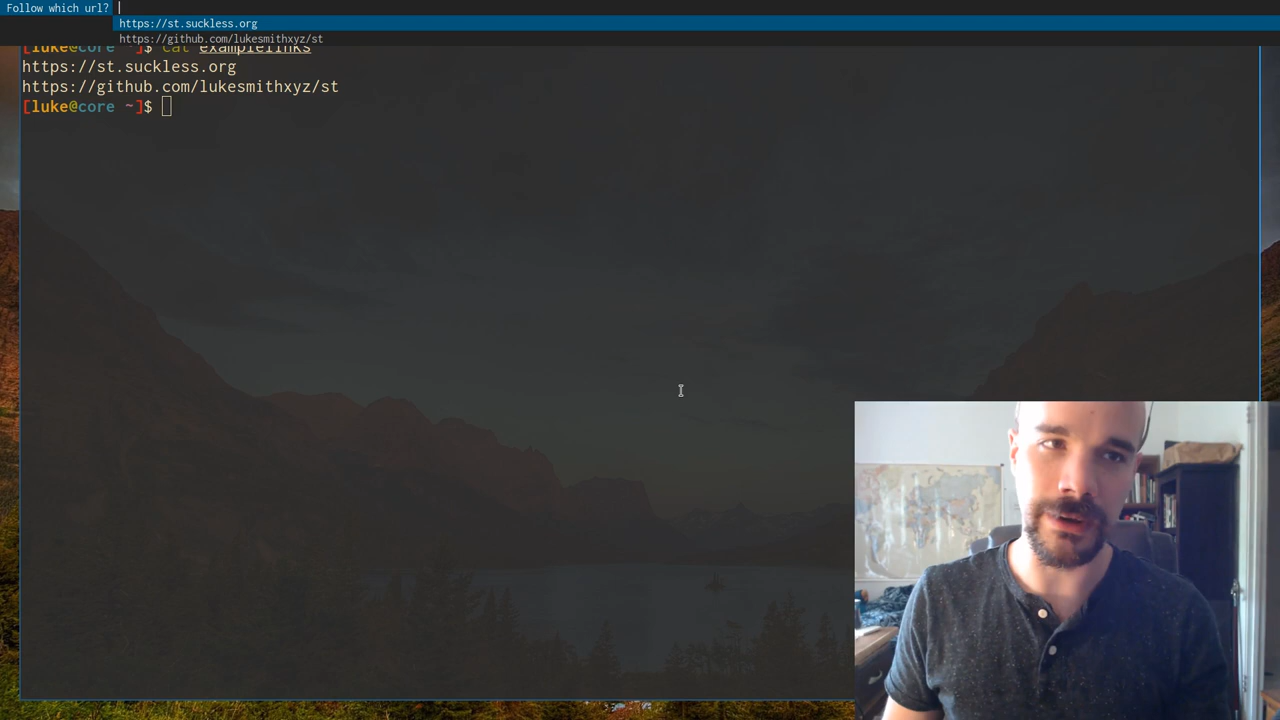 Follow which url?
https://st.suckless.org
https://github.com/lukesmithxyz/st
[luke@core ~]$ cat examplelinks
https://st.suckless.org
https://github.com/lukesmithxyz/st
[luke@core ~]$